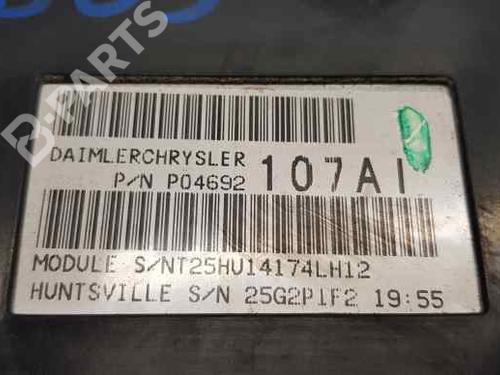 B-PARTS
DAIMLERCHRYSLER 107AI
P/N P04692
MODULE S/NT25HU14174LH12
HUNTSVILLE S/N 25G2P1F2 19:55